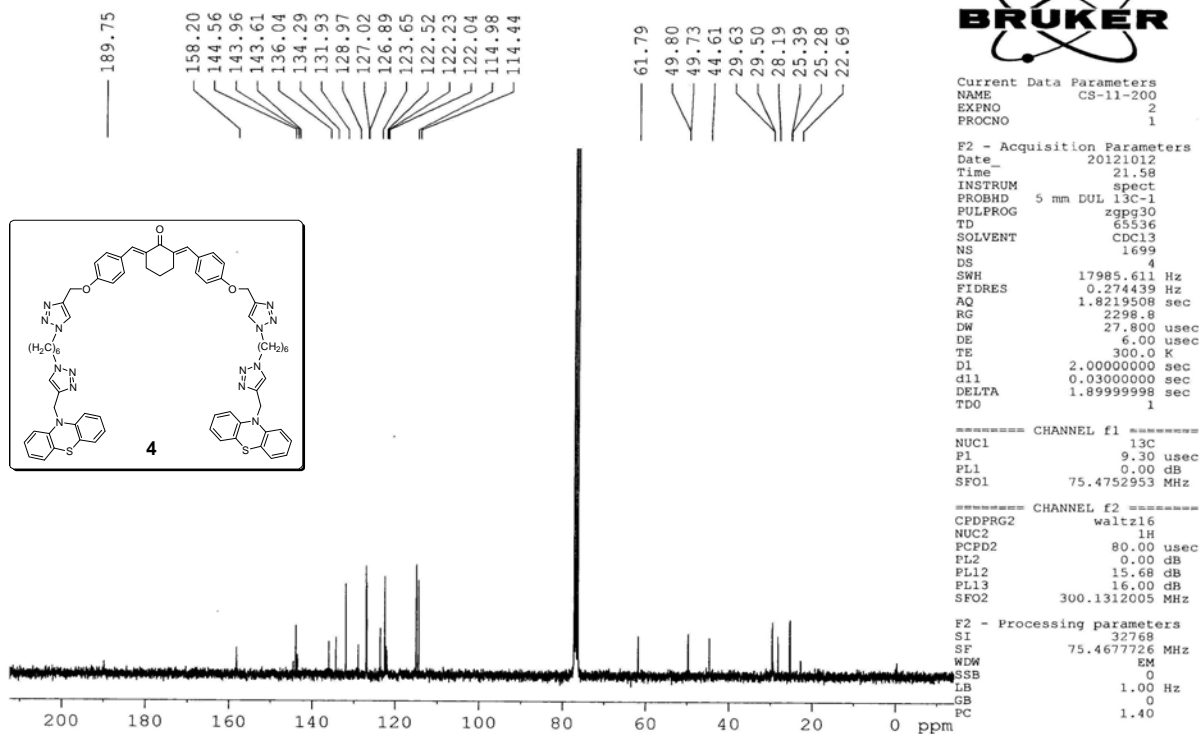 189.75
158.20
144.56
143.96
143.61
136.04
134.29
131.93
128.97
127.02
126.89
123.65
122.52
122.23
122.04
114.98
114.44
61.79
49.80
49.73
44.61
29.63
29.50
28.19
25.39
25.28
22.69
BRUKER
Current Data Parameters
NAME CS-11-200
EXPNO 2
PROCNO 1
F2 - Acquisition Parameters
Date_ 20121012
Time 21.58
INSTRUM spect
PROBHD 5 mm DUL 13C-1
PULPROG zgpg30
TD 65536
SOLVENT CDCl3
NS 1699
DS 4
SWH 17985.611 Hz
FIDRES 0.274439 Hz
AQ 1.8219508 sec
RG 2298.8
DW 27.800 usec
DE 6.00 usec
TE 300.0 K
D1 2.00000000 sec
d11 0.03000000 sec
DELTA 1.89999998 sec
TD0 1
======== CHANNEL f1 ========
NUC1 13C
P1 9.30 usec
PL1 0.00 dB
SFO1 75.4752953 MHz
======== CHANNEL f2 ========
CPDPRG2 waltz16
NUC2 1H
PCPD2 80.00 usec
PL2 0.00 dB
PL12 15.68 dB
PL13 16.00 dB
SFO2 300.1312005 MHz
F2 - Processing parameters
SI 32768
SF 75.4677726 MHz
WDW EM
SSB 0
LB 1.00 Hz
GB 0
PC 1.40
O
O O
N N
N N
N N
(H2C)6 (CH2)6
N N
N N
N N
N N
S S
4
200 180 160 140 120 100 80 60 40 20 0 ppm